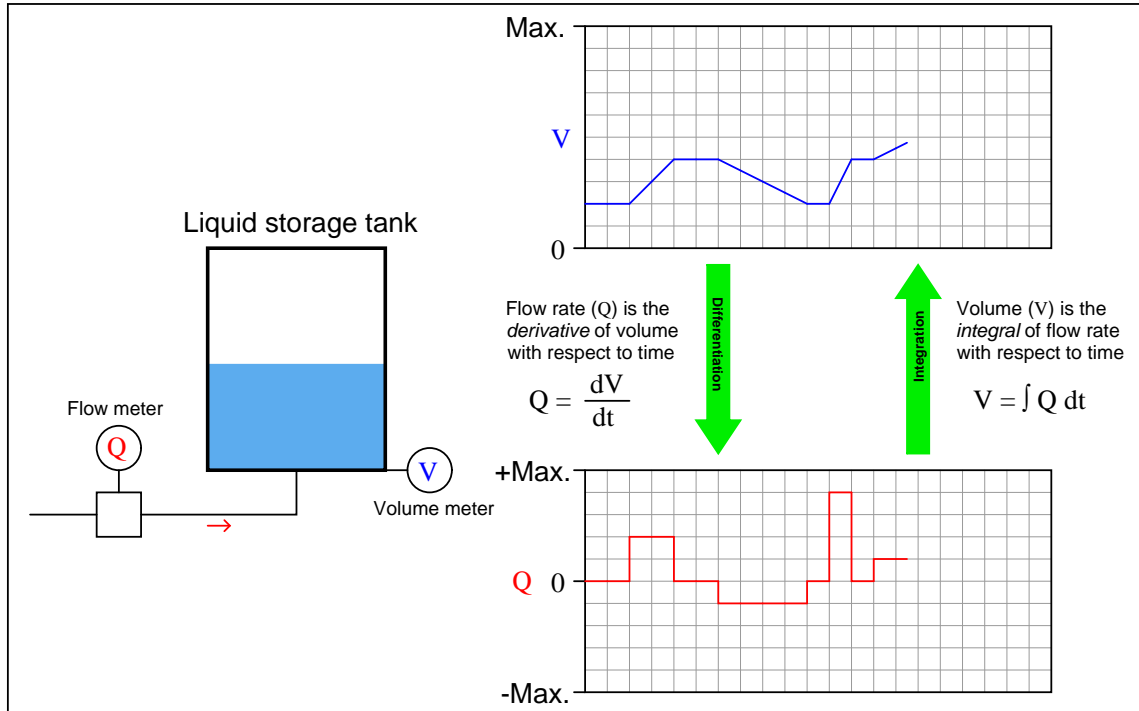 Max.
V
0
Liquid storage tank
Flow meter
Q
V
Volume meter
→
Flow rate (Q) is the
derivative of volume
with respect to time
Q = dV/dt
Differentiation
Integration
Volume (V) is the
integral of flow rate
with respect to time
V = ∫ Q dt
+Max.
Q 0
-Max.